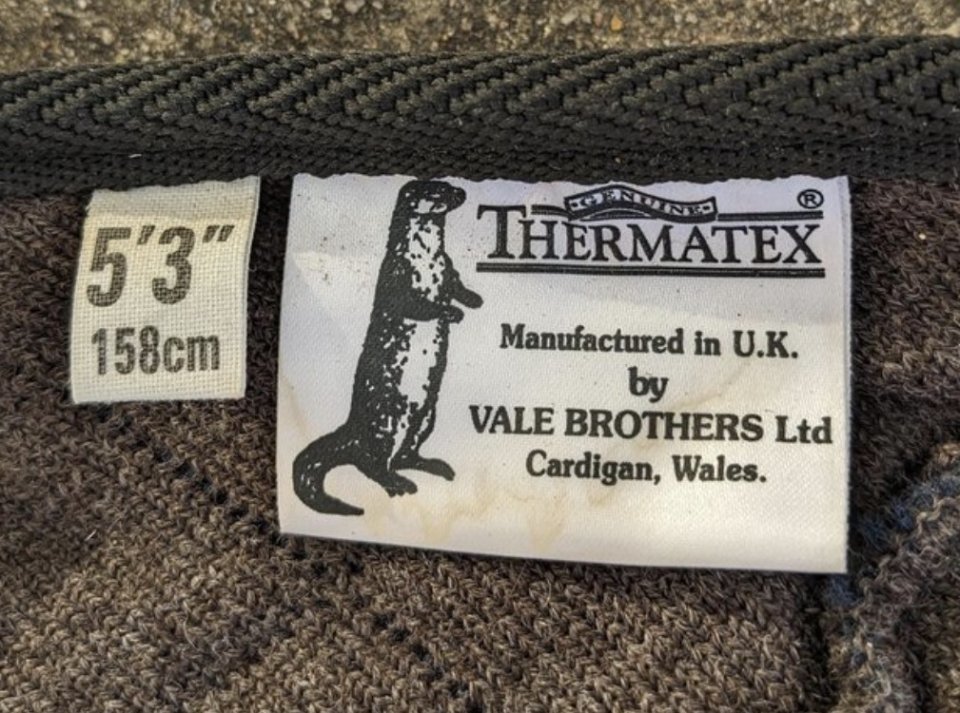 5'3"
158cm
GENUINE
THERMATEX®
Manufactured in U.K.
by
VALE BROTHERS Ltd
Cardigan, Wales.